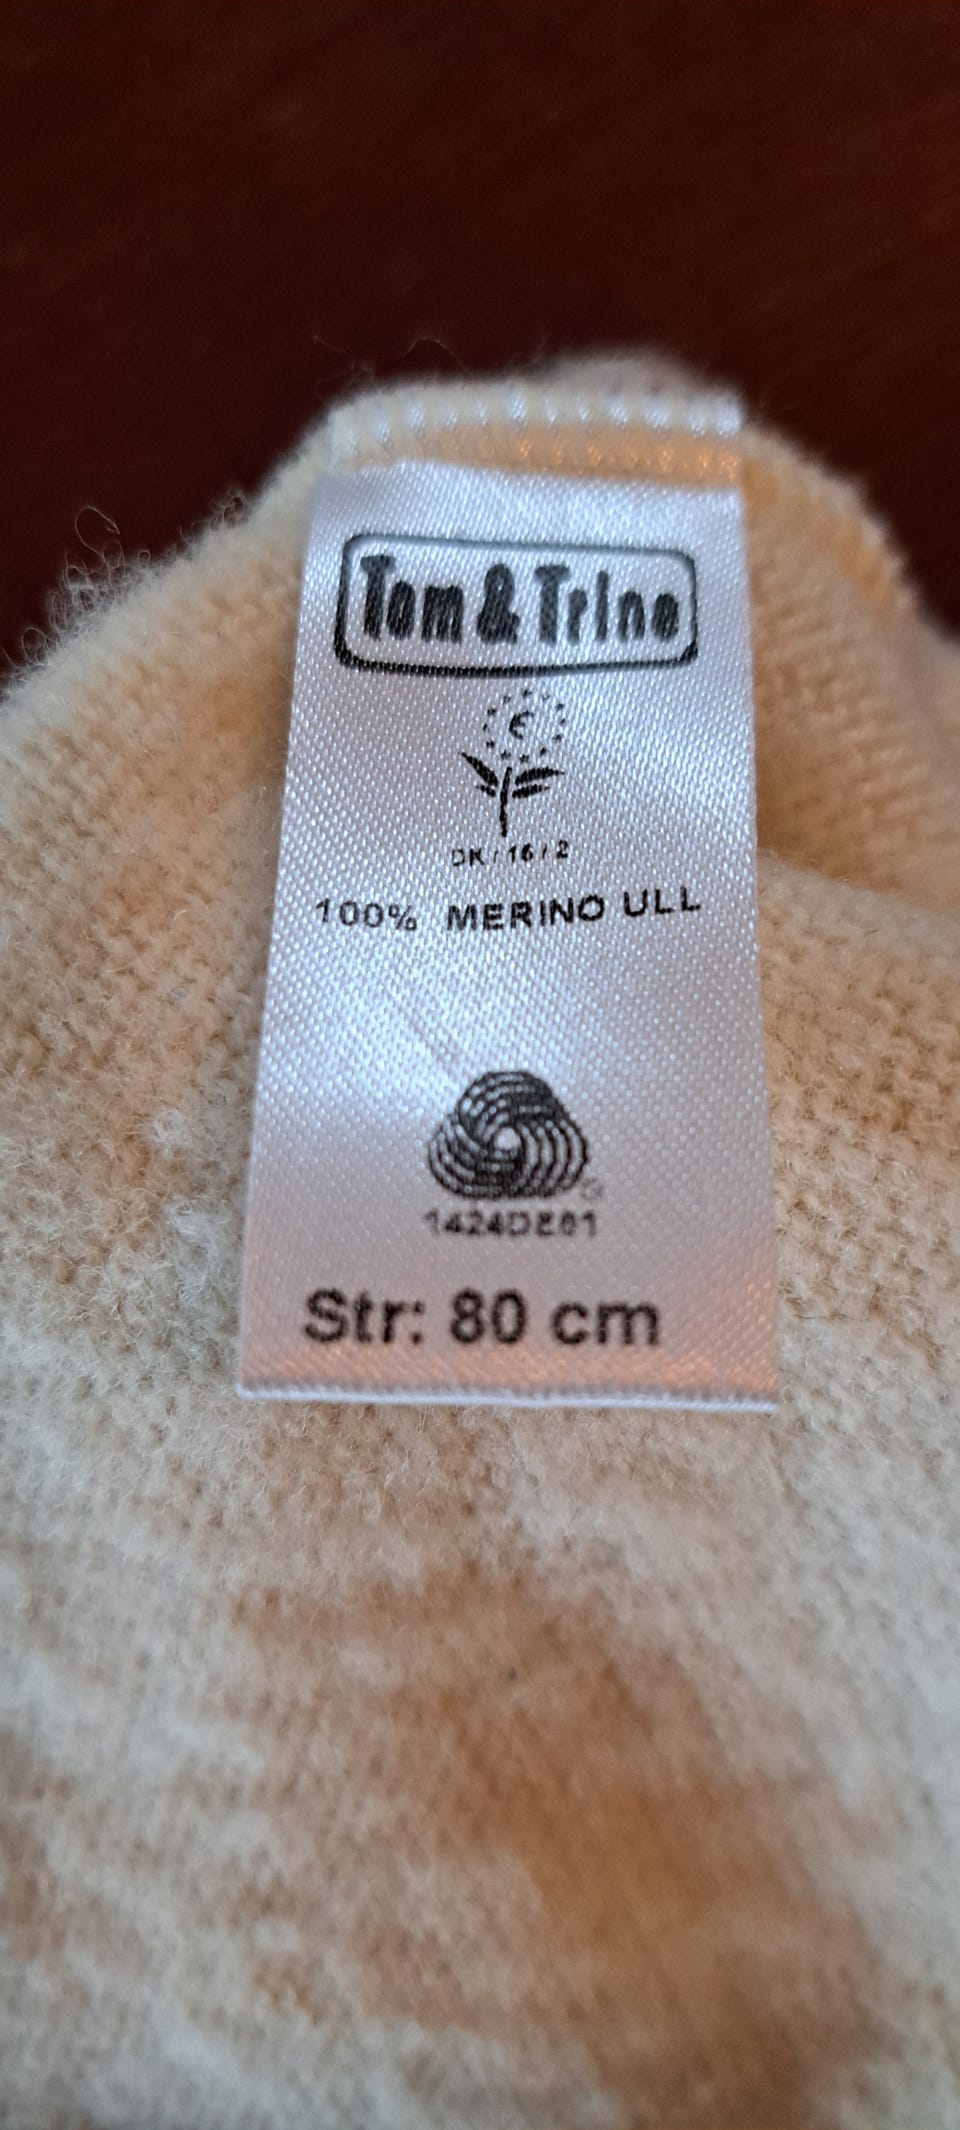 Tom & Trine
DK / 16 / 2
100% MERINO ULL
1424DE61
Str: 80 cm